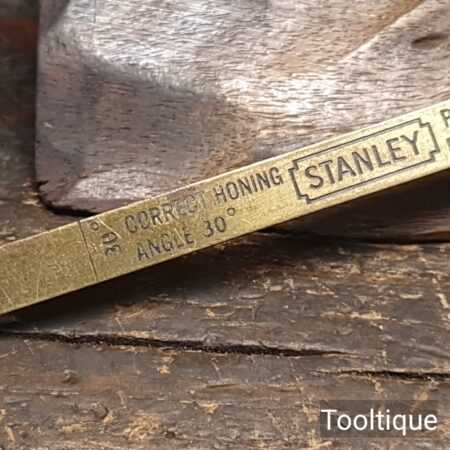 30°
CORRECT HONING
ANGLE 30°
STANLEY
Tooltique